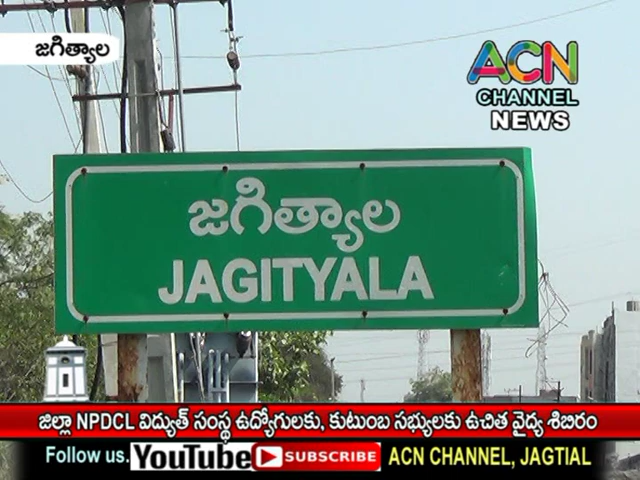 జగిత్యాల
ACN
CHANNEL
NEWS
జగిత్యాల
JAGITYALA
జిల్లా NPDCL విద్యుత్ సంస్థ ఉద్యోగులకు, కుటుంబ సభ్యులకు ఉచిత వైద్య శిబిరం
Follow us. YouTube SUBSCRIBE ACN CHANNEL, JAGTIAL